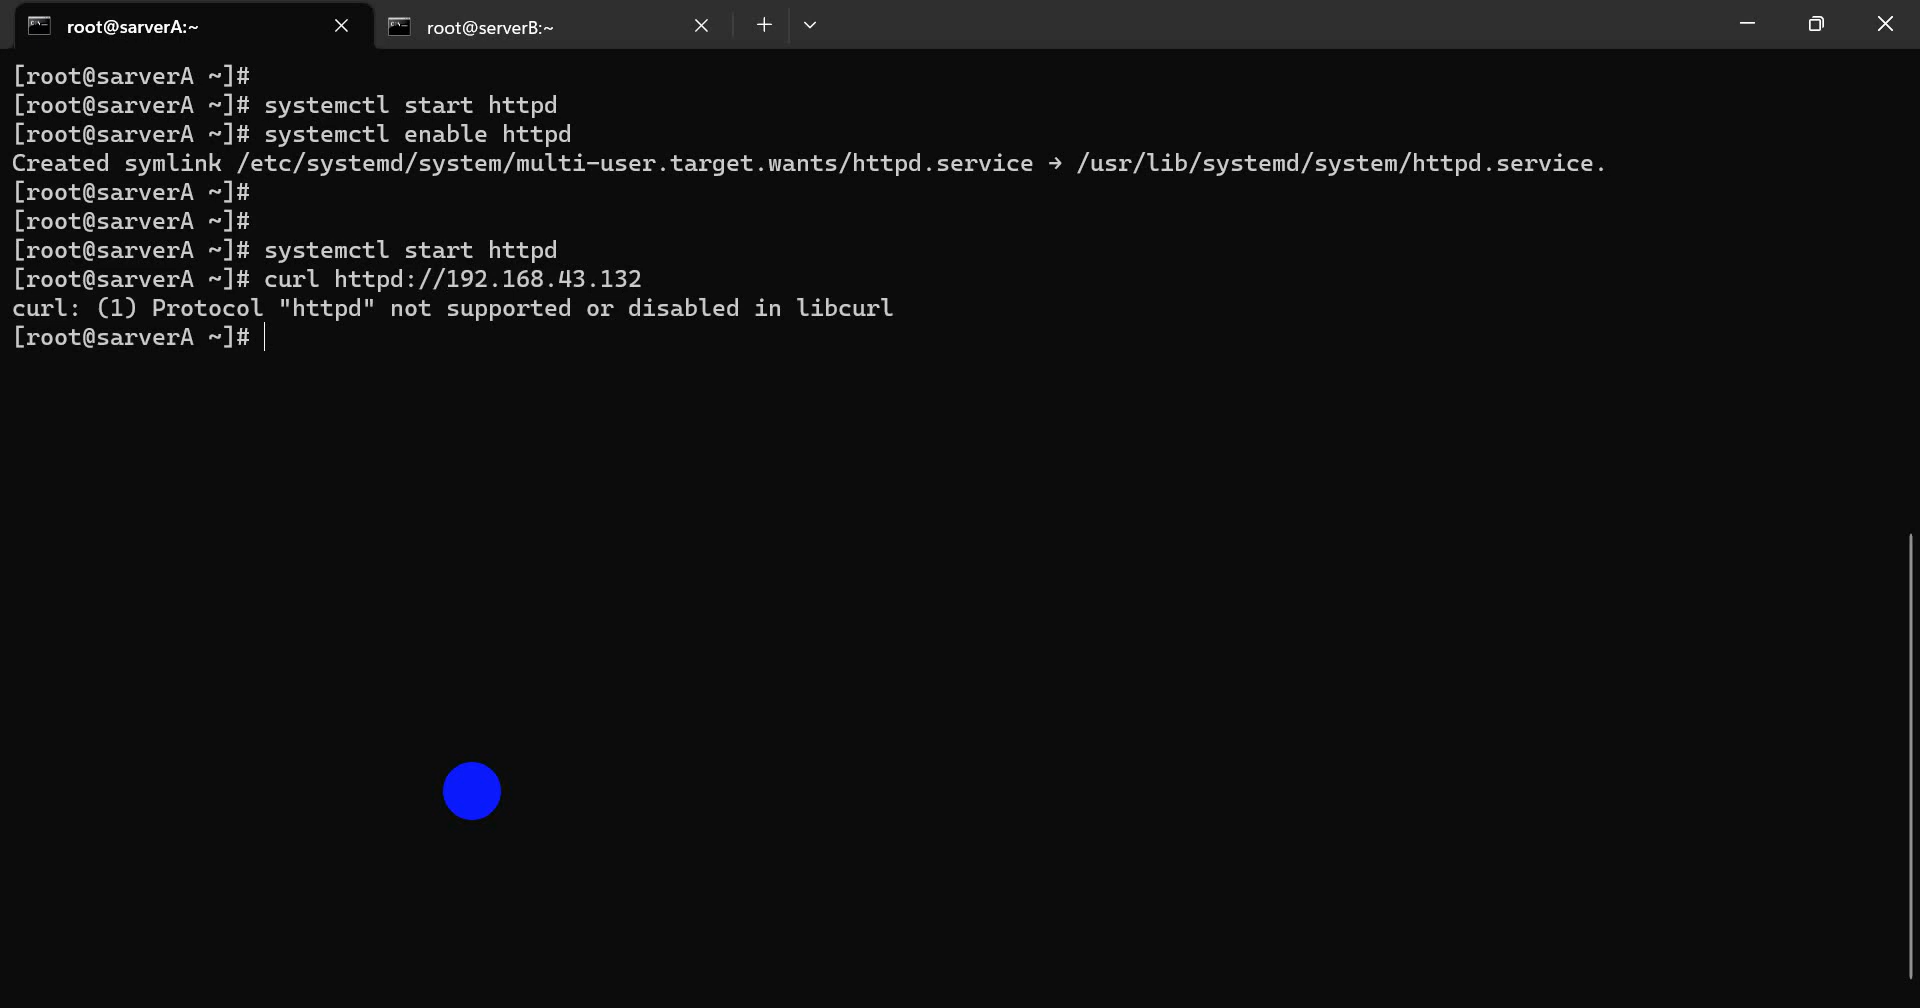 root@sarverA:~
root@serverB:~
[root@sarverA ~]#
[root@sarverA ~]# systemctl start httpd
[root@sarverA ~]# systemctl enable httpd
Created symlink /etc/systemd/system/multi-user.target.wants/httpd.service → /usr/lib/systemd/system/httpd.service.
[root@sarverA ~]#
[root@sarverA ~]#
[root@sarverA ~]# systemctl start httpd
[root@sarverA ~]# curl httpd://192.168.43.132
curl: (1) Protocol "httpd" not supported or disabled in libcurl
[root@sarverA ~]#